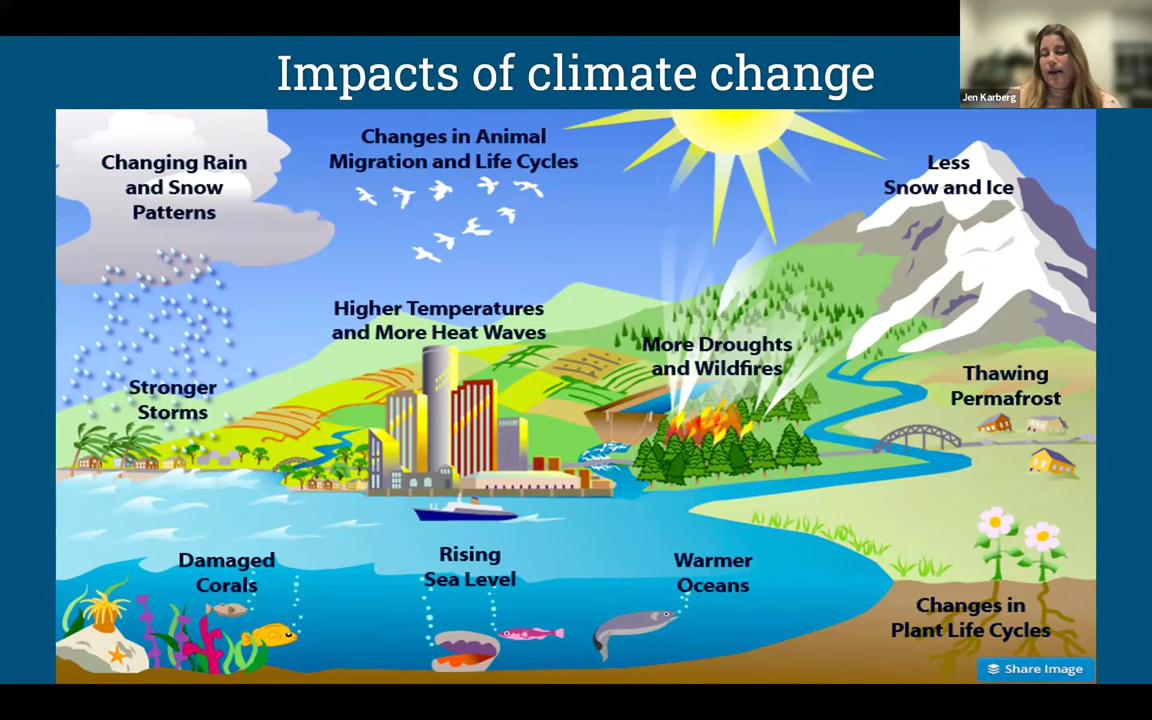 Impacts of climate change
Jen Karberg
Changing Rain
and Snow
Patterns
Changes in Animal
Migration and Life Cycles
Less
Snow and Ice
Higher Temperatures
and More Heat Waves
More Droughts
and Wildfires
Stronger
Storms
Thawing
Permafrost
Damaged
Corals
Rising
Sea Level
Warmer
Oceans
Changes in
Plant Life Cycles
Share Image